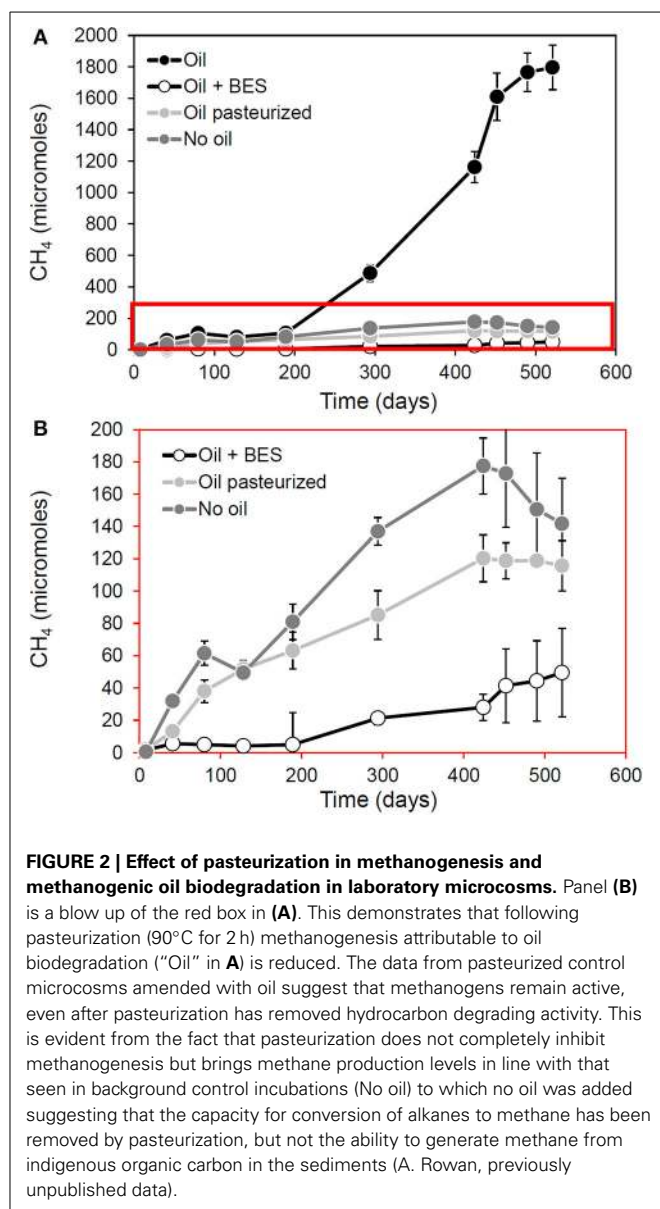 A
2000
1800
1600
1400
1200
1000
800
600
400
200
0
CH4 (micromoles)
Oil
Oil + BES
Oil pasteurized
No oil
0 100 200 300 400 500 600
Time (days)
B
200
180
160
140
120
100
80
60
40
20
0
CH4 (micromoles)
Oil + BES
Oil pasteurized
No oil
0 100 200 300 400 500 600
Time (days)
FIGURE 2 | Effect of pasteurization in methanogenesis and
methanogenic oil biodegradation in laboratory microcosms. Panel (B)
is a blow up of the red box in (A). This demonstrates that following
pasteurization (90°C for 2 h) methanogenesis attributable to oil
biodegradation ("Oil" in A) is reduced. The data from pasteurized control
microcosms amended with oil suggest that methanogens remain active,
even after pasteurization has removed hydrocarbon degrading activity. This
is evident from the fact that pasteurization does not completely inhibit
methanogenesis but brings methane production levels in line with that
seen in background control incubations (No oil) to which no oil was added
suggesting that the capacity for conversion of alkanes to methane has been
removed by pasteurization, but not the ability to generate methane from
indigenous organic carbon in the sediments (A. Rowan, previously
unpublished data).